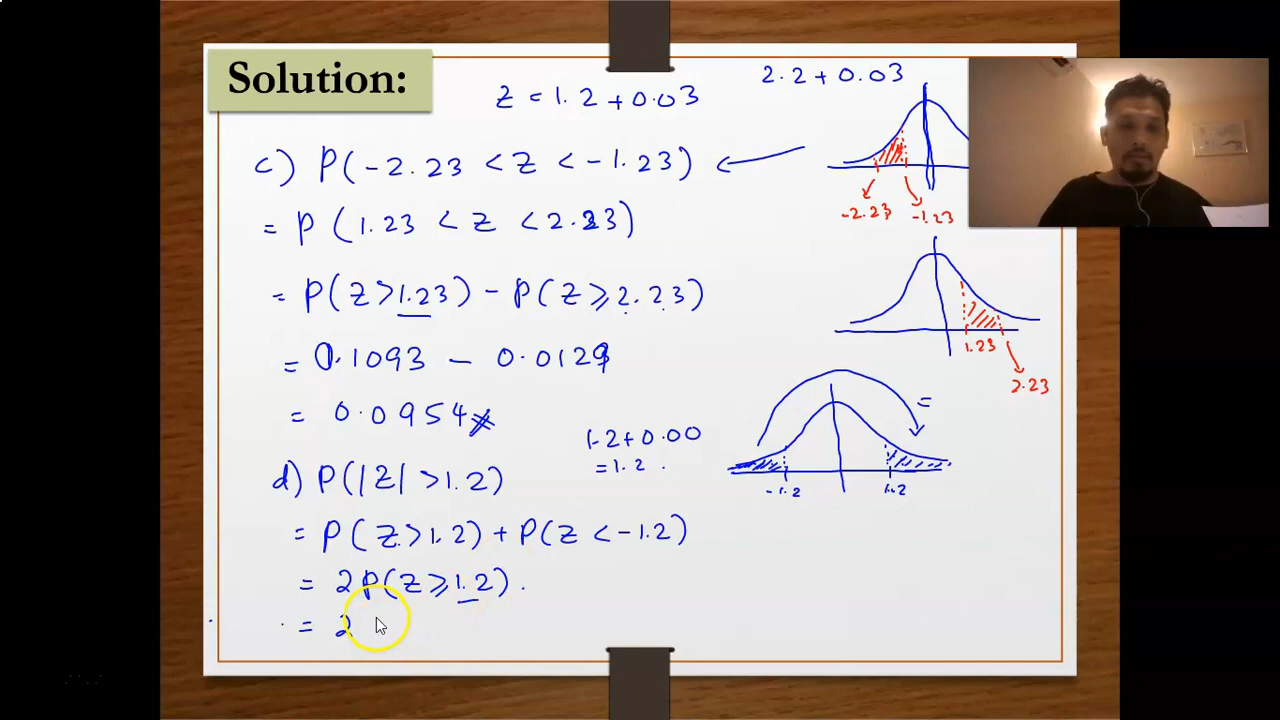 Solution:
z = 1.2 + 0.03
2.2 + 0.03
c) P(-2.23 < z < -1.23)
= P(1.23 < z < 2.23)
= P(z > 1.23) - P(z ⩾ 2.23)
= 0.1093 - 0.0129
= 0.0954
d) P(|z| > 1.2)
= P(z > 1.2) + P(z < -1.2)
= 2P(z ⩾ 1.2).
= 2
1.2 + 0.00
= 1.2 .
-2.23 -1.23
1.23
2.23
=
-1.2 1.2